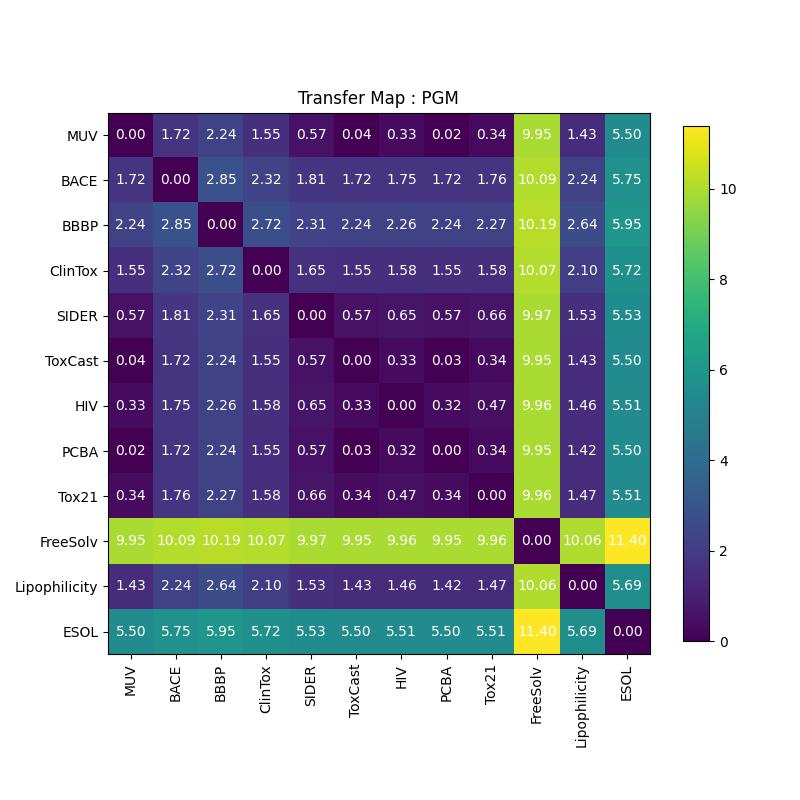 Transfer Map : PGM
MUV 0.00 1.72 2.24 1.55 0.57 0.04 0.33 0.02 0.34 9.95 1.43 5.50
BACE 1.72 0.00 2.85 2.32 1.81 1.72 1.75 1.72 1.76 10.09 2.24 5.75
BBBP 2.24 2.85 0.00 2.72 2.31 2.24 2.26 2.24 2.27 10.19 2.64 5.95
ClinTox 1.55 2.32 2.72 0.00 1.65 1.55 1.58 1.55 1.58 10.07 2.10 5.72
SIDER 0.57 1.81 2.31 1.65 0.00 0.57 0.65 0.57 0.66 9.97 1.53 5.53
ToxCast 0.04 1.72 2.24 1.55 0.57 0.00 0.33 0.03 0.34 9.95 1.43 5.50
HIV 0.33 1.75 2.26 1.58 0.65 0.33 0.00 0.32 0.47 9.96 1.46 5.51
PCBA 0.02 1.72 2.24 1.55 0.57 0.03 0.32 0.00 0.34 9.95 1.42 5.50
Tox21 0.34 1.76 2.27 1.58 0.66 0.34 0.47 0.34 0.00 9.96 1.47 5.51
FreeSolv 9.95 10.09 10.19 10.07 9.97 9.95 9.96 9.95 9.96 0.00 10.06 11.40
Lipophilicity 1.43 2.24 2.64 2.10 1.53 1.43 1.46 1.42 1.47 10.06 0.00 5.69
ESOL 5.50 5.75 5.95 5.72 5.53 5.50 5.51 5.50 5.51 11.40 5.69 0.00
MUV BACE BBBP ClinTox SIDER ToxCast HIV PCBA Tox21 FreeSolv Lipophilicity ESOL
10
8
6
4
2
0